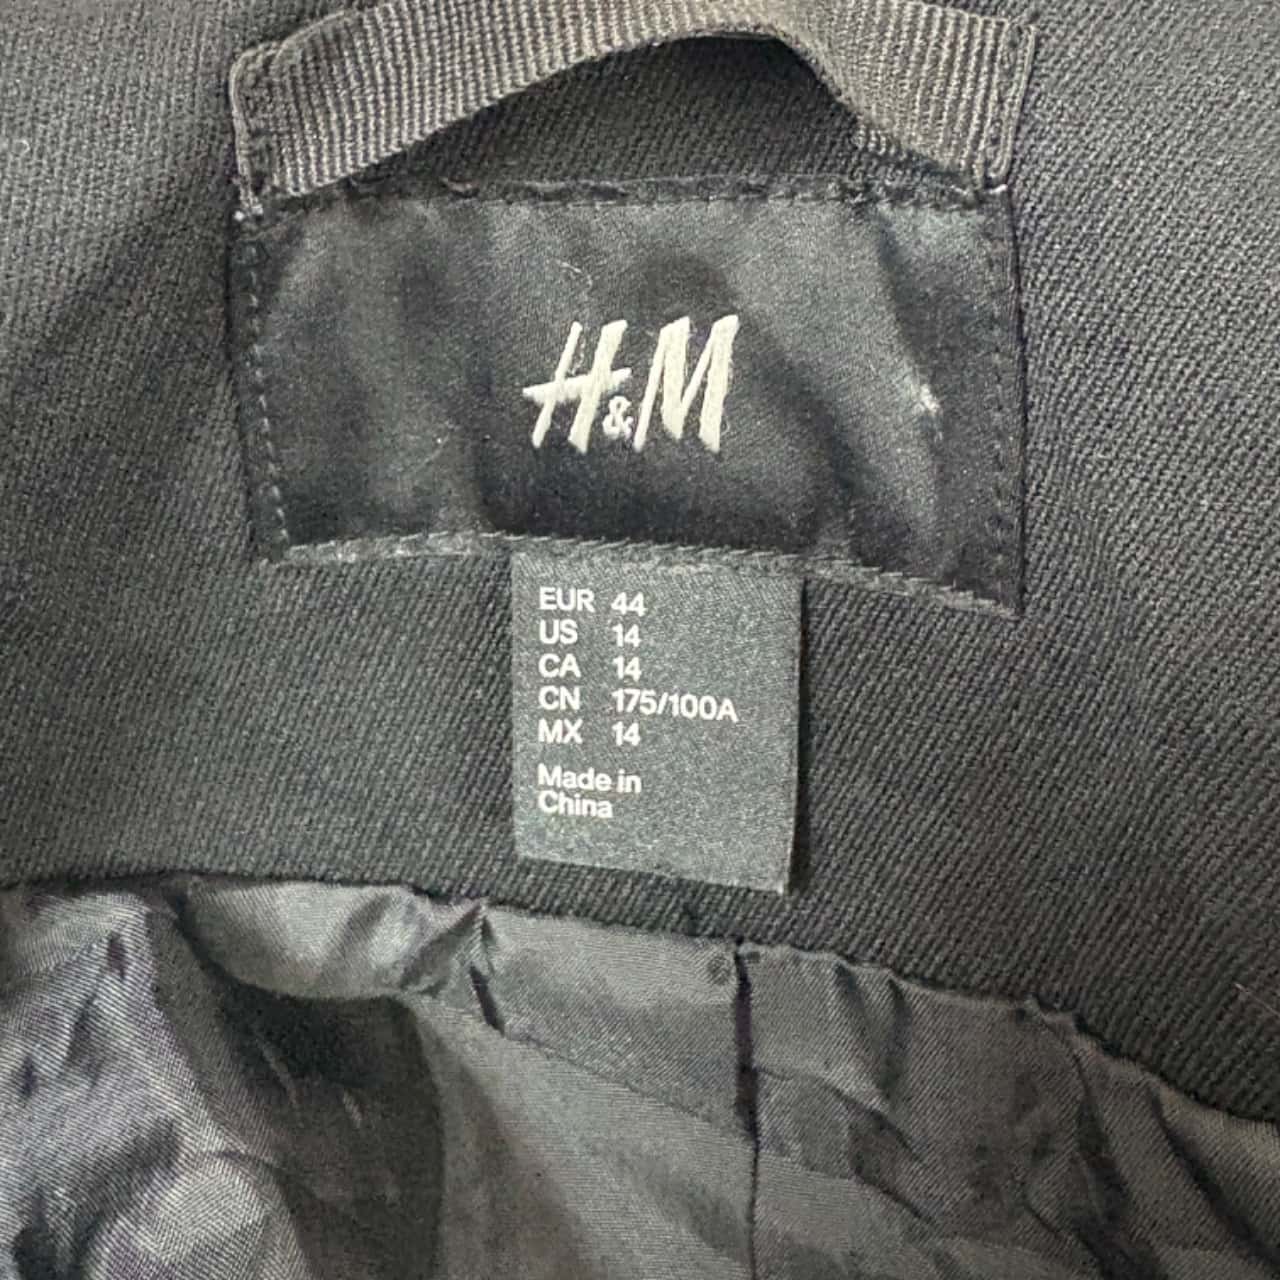 H&M
EUR 44
US 14
CA 14
CN 175/100A
MX 14
Made in
China